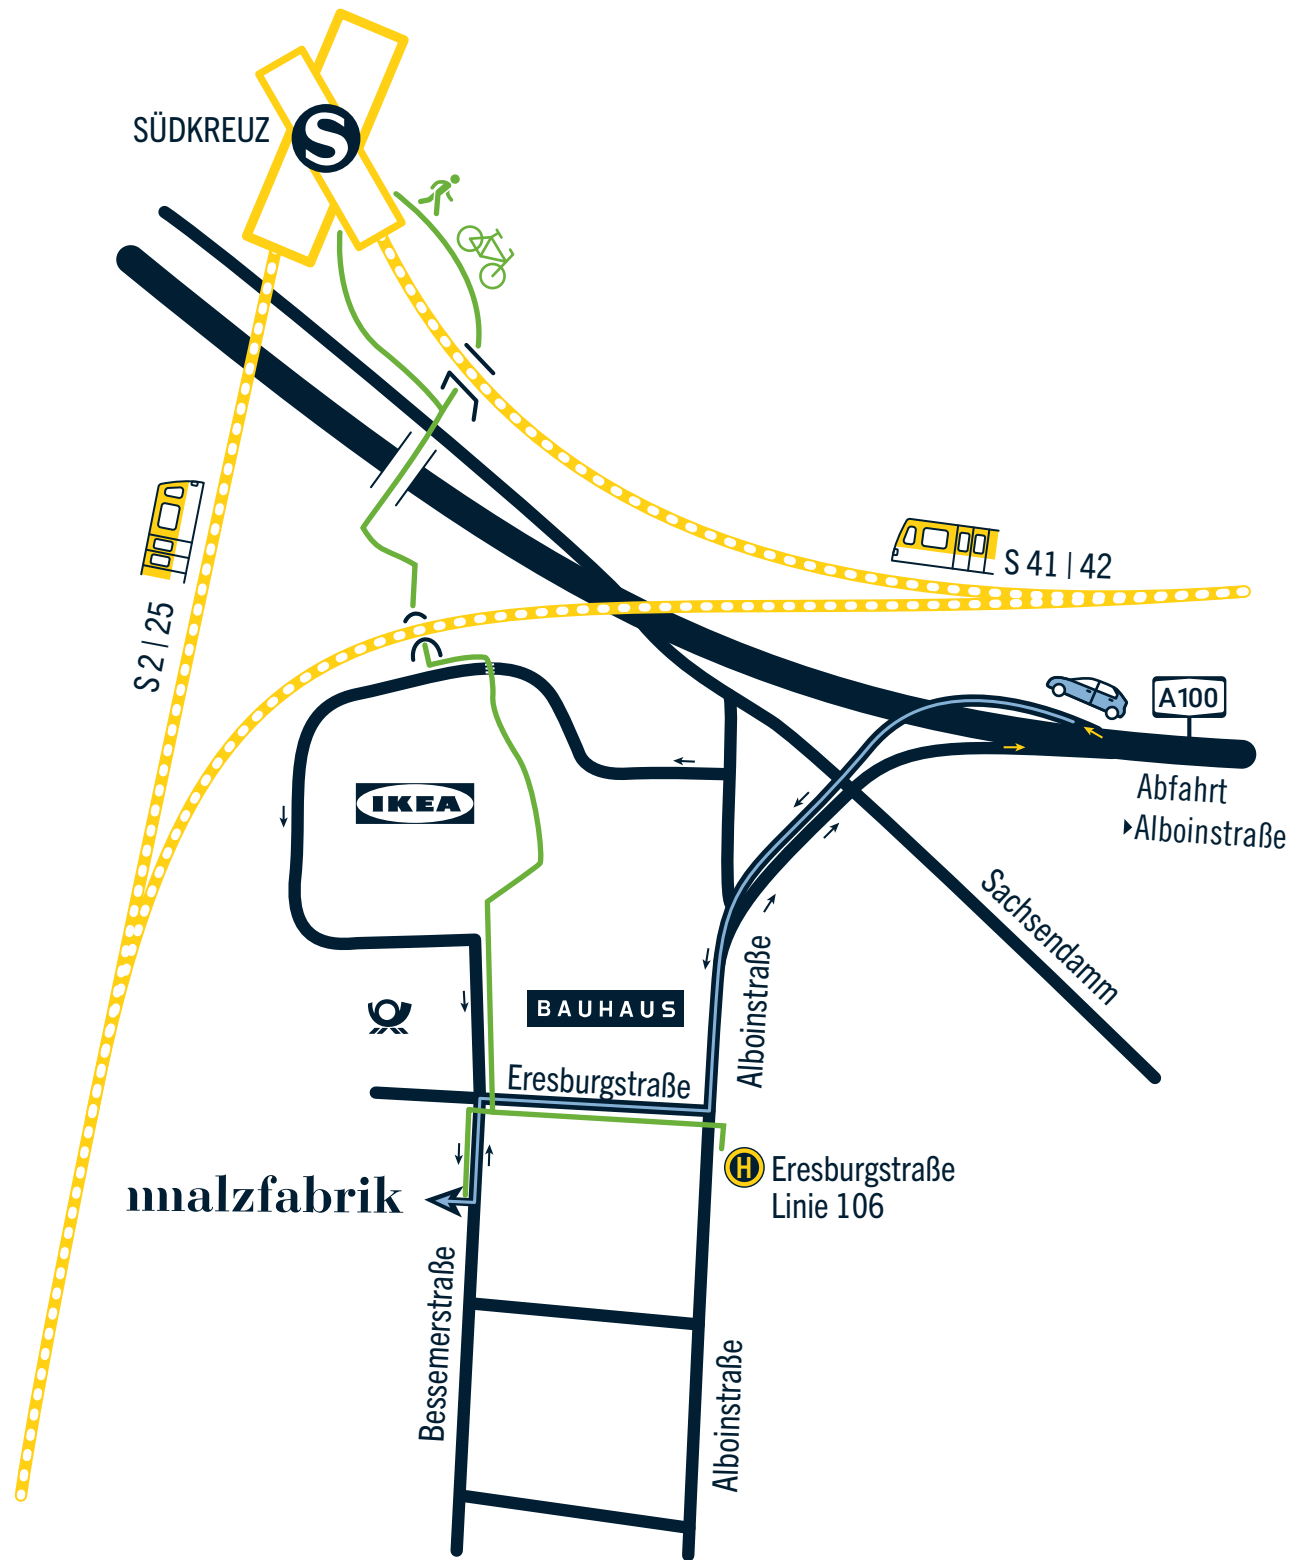 SÜDKREUZ
S
S 41 | 42
S 2 | 25
A100
Abfahrt
Alboinstraße
IKEA
Sachsendamm
BAUHAUS
Alboinstraße
Eresburgstraße
H
Eresburgstraße
Linie 106
malzfabrik
Bessemerstraße
Alboinstraße